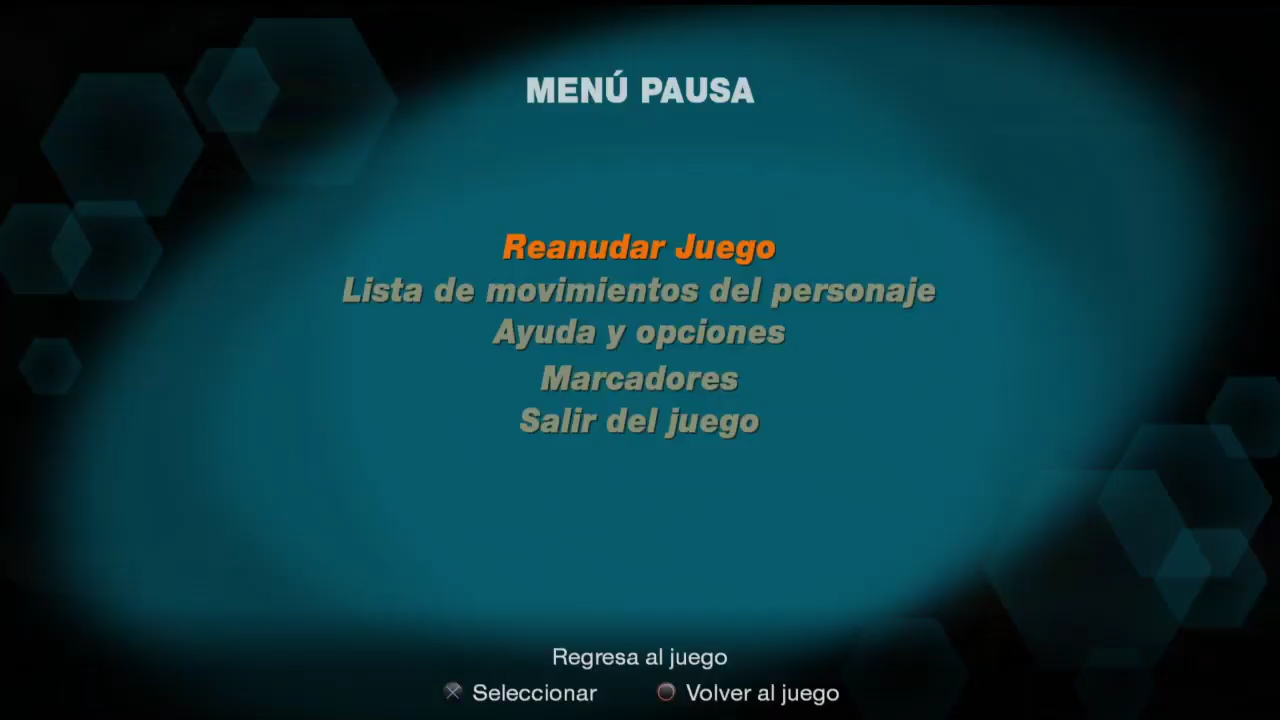 MENÚ PAUSA
Reanudar Juego
Lista de movimientos del personaje
Ayuda y opciones
Marcadores
Salir del juego
Regresa al juego
Seleccionar Volver al juego